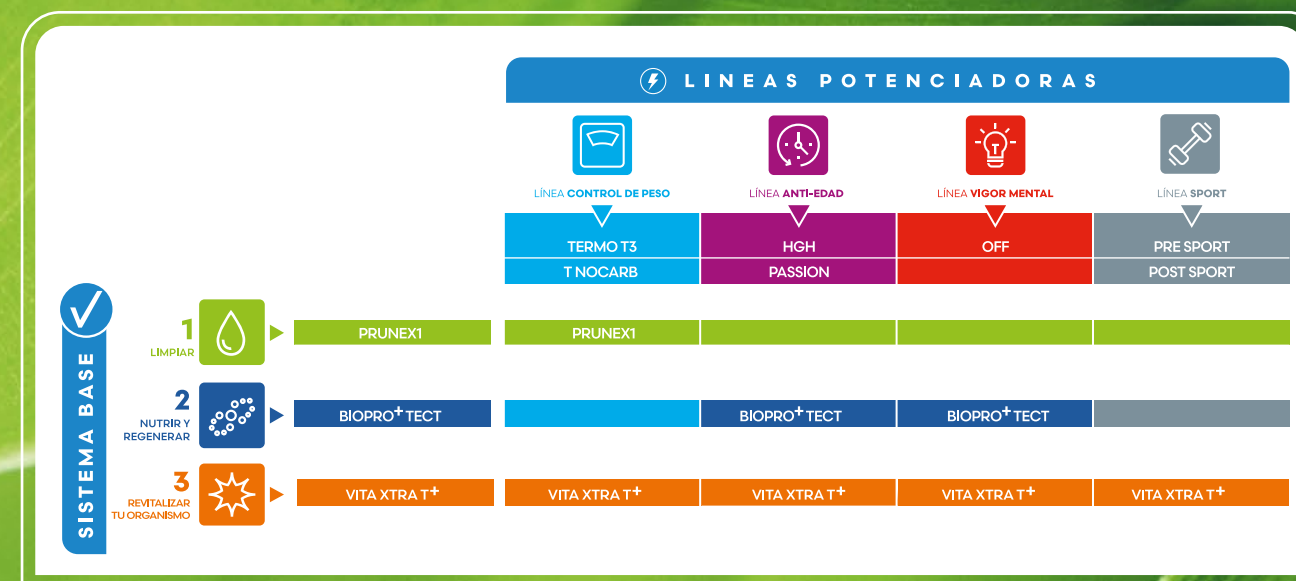 LINEAS POTENCIADORAS
LÍNEA CONTROL DE PESO
LÍNEA ANTI-EDAD
LÍNEA VIGOR MENTAL
LÍNEA SPORT
TERMO T3
HGH
OFF
PRE SPORT
T NOCARB
PASSION
POST SPORT
SISTEMA BASE
1
LIMPIAR
PRUNEX1
PRUNEX1
2
NUTRIR Y
REGENERAR
BIOPRO+TECT
BIOPRO+TECT
BIOPRO+TECT
3
REVITALIZAR
TU ORGANISMO
VITA XTRA T+
VITA XTRA T+
VITA XTRA T+
VITA XTRA T+
VITA XTRA T+